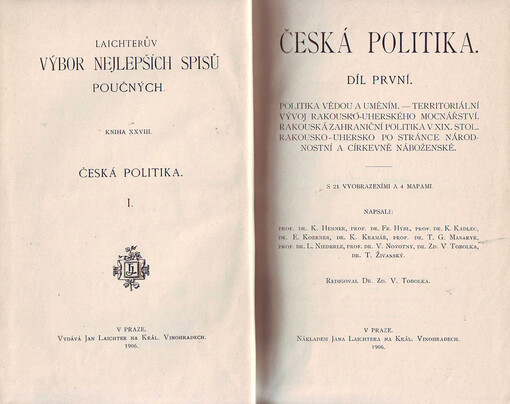 LAICHTERŮV
VÝBOR NEJLEPŠÍCH SPISŮ
POUČNÝCH.
KNIHA XXVIII.
ČESKÁ POLITIKA.
I.
JL
V PRAZE.
Vydává Jan Laichter na Král. Vinohradech.
1906.
ČESKÁ POLITIKA.
DÍL PRVNÍ.
POLITIKA VĚDOU A UMĚNÍM. — TERRITORIÁLNÍ
VÝVOJ RAKOUSKO-UHERSKÉHO MOCNÁŘSTVÍ.
RAKOUSKÁ ZAHRANIČNÍ POLITIKA V XIX. STOL.
RAKOUSKO-UHERSKO PO STRÁNCE NÁROD-
NOSTNÍ A CÍRKEVNĚ NÁBOŽENSKÉ.
S 21 VYOBRAZENÍMI A 4 MAPAMI.
NAPSALI:
PROF. DR. K. HENNER, PROF. DR. FR. HÝBL, PROF. DR. K. KADLEC,
DR. E. KOERNER, DR. K. KRAMÁŘ, PROF. DR. T. G. MASARYK,
PROF. DR. L. NIEDERLE, PROF. DR. V. NOVOTNÝ, DR. ZD. V. TOBOLKA,
DR. T. ŽIVANSKÝ.
Redigoval Dr. Zd. V. Tobolka.
V PRAZE.
Nákladem Jana Laichtera na Král. Vinohradech.
1906.